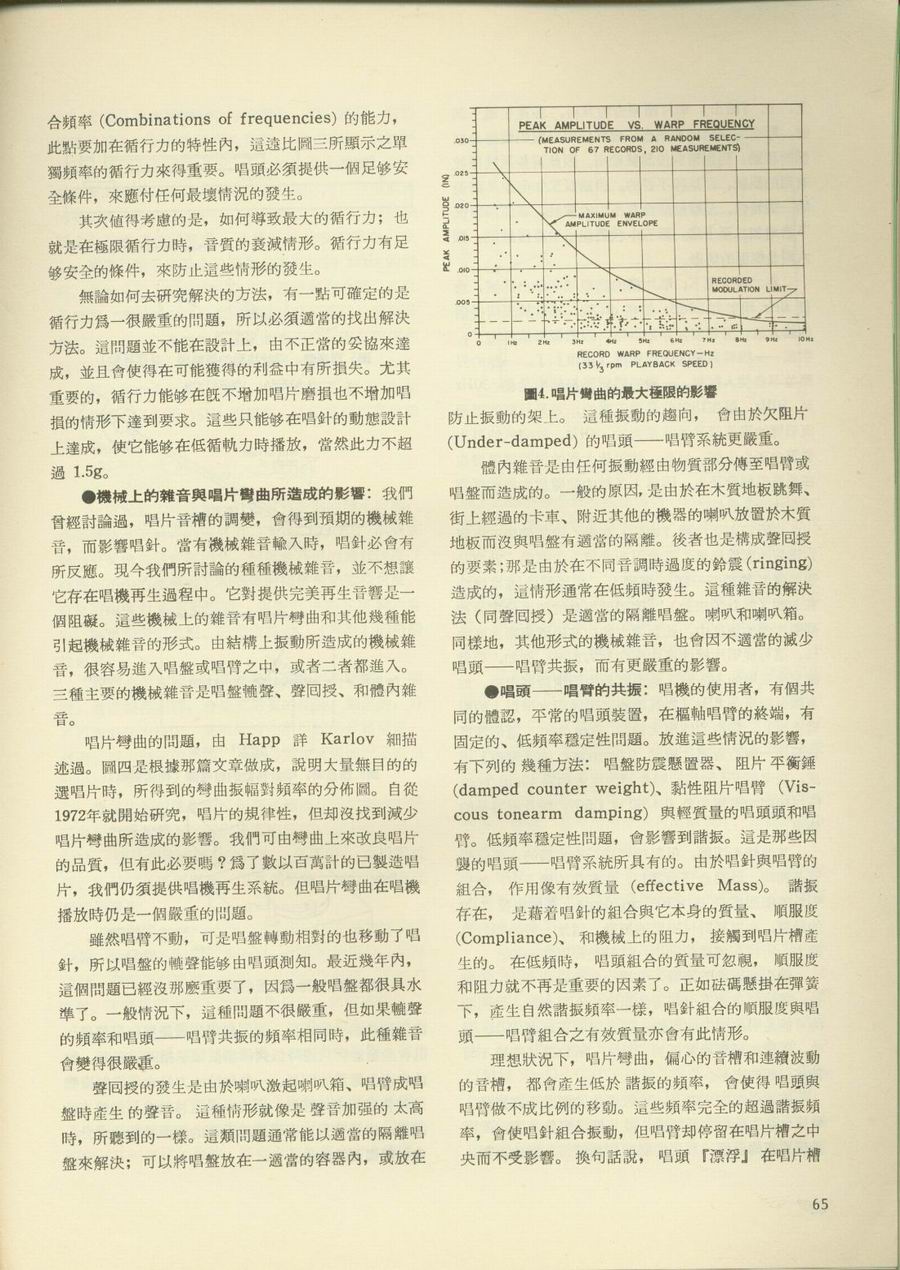 合頻率 (Combinations of frequencies) 的能力，
此點要加在循行力的特性內，這遠比圖三所顯示之單
獨頻率的循行力來得重要。唱頭必須提供一個足够安
全條件，來應付任何最壞情況的發生。
其次值得考慮的是，如何導致最大的循行力；也
就是在極限循行力時，音質的衰減情形。循行力有足
够安全的條件，來防止這些情形的發生。
無論如何去研究解決的方法，有一點可確定的是
循行力爲一很嚴重的問題，所以必須適當的找出解決
方法。這問題並不能在設計上，由不正當的妥協來達
成，並且會使得在可能獲得的利益中有所損失。尤其
重要的，循行力能够在旣不增加唱片磨損也不增加唱
損的情形下達到要求。這些只能够在唱針的動態設計
上達成，使它能够在低循軌力時播放，當然此力不超
過 1.5g。
●機械上的雜音與唱片彎曲所造成的影響：我們
曾經討論過，唱片音槽的調變，會得到預期的機械雜
音，而影響唱針。當有機械雜音輸入時，唱針必會有
所反應。現今我們所討論的種種機械雜音，並不想讓
它存在唱機再生過程中。它對提供完美再生音響是一
個阻礙。這些機械上的雜音有唱片彎曲和其他幾種能
引起機械雜音的形式。由結構上振動所造成的機械雜
音，很容易進入唱盤或唱臂之中，或者二者都進入。
三種主要的機械雜音是唱盤轆聲、聲囘授、和體內雜
音。
唱片彎曲的問題，由 Happ 詳 Karlov 細描
述過。圖四是根據那篇文章做成，說明大量無目的的
選唱片時，所得到的彎曲振幅對頻率的分佈圖。自從
1972年就開始研究，唱片的規律性，但却沒找到減少
唱片彎曲所造成的影響。我們可由彎曲上來改良唱片
的品質，但有此必要嗎？爲了數以百萬計的已製造唱
片，我們仍須提供唱機再生系統。但唱片彎曲在唱機
播放時仍是一個嚴重的問題。
雖然唱臂不動，可是唱盤轉動相對的也移動了唱
針，所以唱盤的轆聲能够由唱頭測知。最近幾年內，
這個問題已經沒那麼重要了，因爲一般唱盤都很具水
準了。一般情況下，這種問題不很嚴重，但如果轆聲
的頻率和唱頭──唱臂共振的頻率相同時，此種雜音
會變得很嚴重。
聲囘授的發生是由於喇叭激起喇叭箱、唱臂成唱
盤時產生的聲音。這種情形就像是聲音加强的太高
時，所聽到的一樣。這類問題通常能以適當的隔離唱
盤來解決；可以將唱盤放在一適當的容器內，或放在
PEAK AMPLITUDE VS. WARP FREQUENCY
(MEASUREMENTS FROM A RANDOM SELEC-
TION OF 67 RECORDS, 210 MEASUREMENTS)
PEAK AMPLITUDE (IN)
.030
.025
.020
.015
.010
.005
0
MAXIMUM WARP
AMPLITUDE ENVELOPE
RECORDED
MODULATION LIMIT
0 1Hz 2Hz 3Hz 4Hz 5Hz 6Hz 7Hz 8Hz 9Hz 10Hz
RECORD WARP FREQUENCY—Hz
(33 1/3 rpm PLAYBACK SPEED)
圖4.唱片彎曲的最大極限的影響
防止振動的架上。這種振動的趨向，會由於欠阻片
(Under-damped) 的唱頭──唱臂系統更嚴重。
體內雜音是由任何振動經由物質部分傳至唱臂或
唱盤而造成的。一般的原因，是由於在木質地板跳舞、
街上經過的卡車、附近其他的機器的喇叭放置於木質
地板而沒與唱盤有適當的隔離。後者也是構成聲囘授
的要素；那是由於在不同音調時過度的鈴震 (ringing)
造成的，這情形通常在低頻時發生。這種雜音的解決
法（同聲囘授）是適當的隔離唱盤。喇叭和喇叭箱。
同樣地，其他形式的機械雜音，也會因不適當的滅少
唱頭──唱臂共振，而有更嚴重的影響。
●唱頭──唱臂的共振：唱機的使用者，有個共
同的體認，平常的唱頭裝置，在樞軸唱臂的終端，有
固定的、低頻率穩定性問題。放進這些情況的影響，
有下列的幾種方法：唱盤防震懸置器、阻片平衡錘
(damped counter weight)、黏性阻片唱臂 (Vis-
cous tonearm damping) 與輕質量的唱頭頭和唱
臂。低頻率穩定性問題，會影響到諧振。這是那些因
襲的唱頭──唱臂系統所具有的。由於唱針與唱臂的
組合，作用像有效質量 (effective Mass)。諧振
存在，是藉着唱針的組合與它本身的質量、順服度
(Compliance)、和機械上的阻力，接觸到唱片槽產
生的。在低頻時，唱頭組合的質量可忽視，順服度
和阻力就不再是重要的因素了。正如砝碼懸掛在彈簧
下，產生自然諧振頻率一樣，唱針組合的順服度與唱
頭──唱臂組合之有效質量亦會有此情形。
理想狀況下，唱片彎曲，偏心的音槽和連續波動
的音槽，都會產生低於諧振的頻率，會使得唱頭與
唱臂做不成比例的移動。這些頻率完全的超過諧振頻
率，會使唱針組合振動，但唱臂却停留在唱片槽之中
央而不受影響。換句話說，唱頭『漂浮』在唱片槽
65